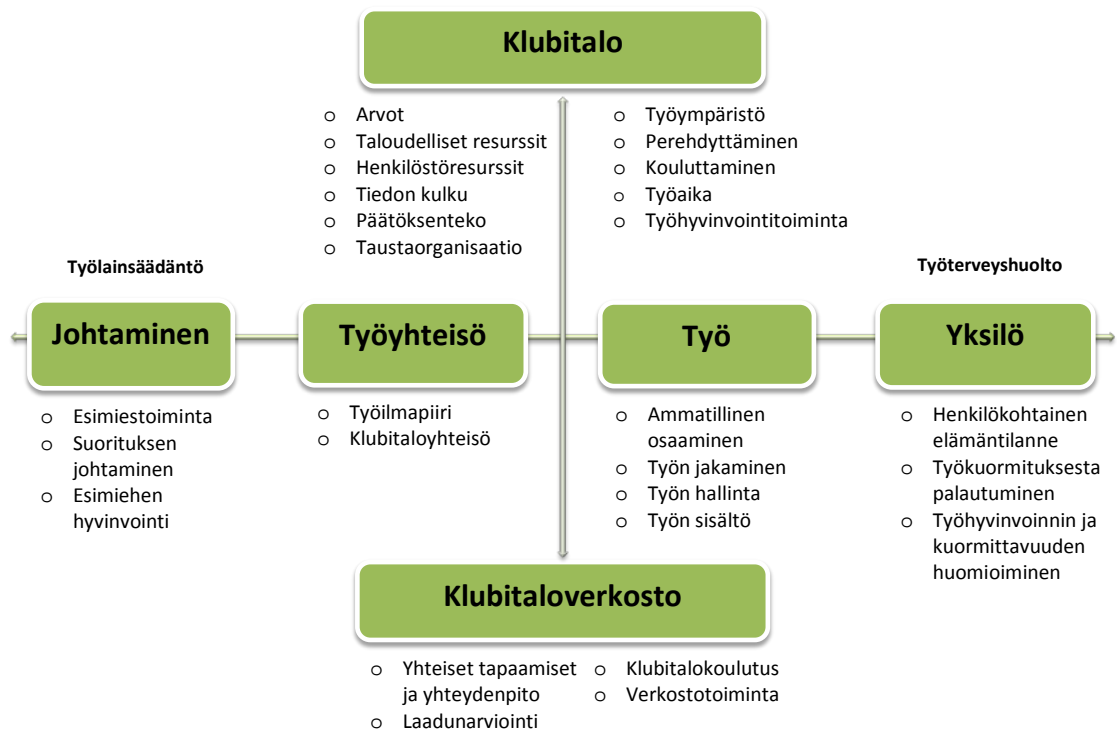 Klubitalo
o Arvot
o Taloudelliset resurssit
o Henkilöstöresurssit
o Tiedon kulku
o Päätöksenteko
o Taustaorganisaatio
o Työympäristö
o Perehdyttäminen
o Kouluttaminen
o Työaika
o Työhyvinvointitoiminta
Työlainsäädäntö
Työterveyshuolto
Johtaminen
Työyhteisö
Työ
Yksilö
o Esimiestoiminta
o Suorituksen
johtaminen
o Esimiehen
hyvinvointi
o Työilmapiiri
o Klubitaloyhteisö
o Ammatillinen
osaaminen
o Työn jakaminen
o Työn hallinta
o Työn sisältö
o Henkilökohtainen
elämäntilanne
o Työkuormituksesta
palautuminen
o Työhyvinvoinnin ja
kuormittavuuden
huomioiminen
Klubitaloverkosto
o Yhteiset tapaamiset
ja yhteydenpito
o Laadunarviointi
o Klubitalokoulutus
o Verkostotoiminta